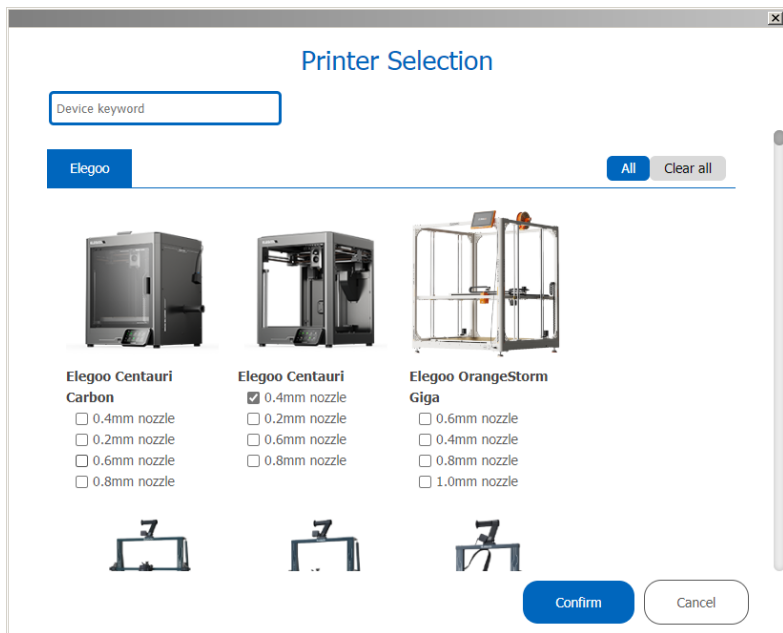 Printer Selection
Device keyword
Elegoo
All
Clear all
Elegoo Centauri
Carbon
0.4mm nozzle
0.2mm nozzle
0.6mm nozzle
0.8mm nozzle
Elegoo Centauri
0.4mm nozzle
0.2mm nozzle
0.6mm nozzle
0.8mm nozzle
Elegoo OrangeStorm
Giga
0.6mm nozzle
0.4mm nozzle
0.8mm nozzle
1.0mm nozzle
Confirm
Cancel